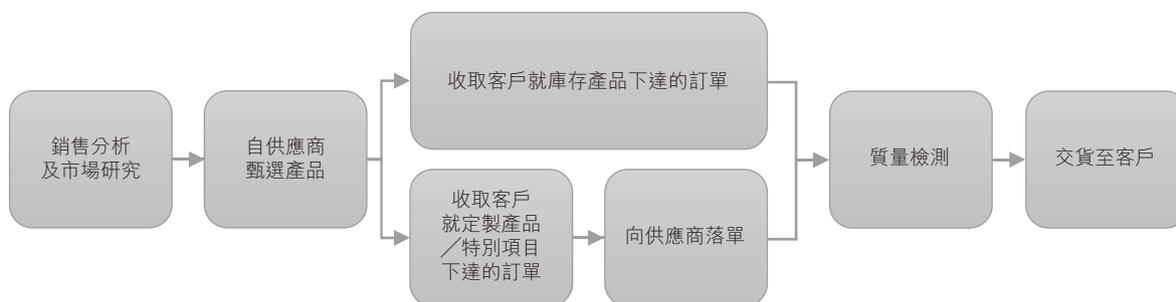 銷售分析
及市場研究
自供應商
甄選產品
收取客戶就庫存產品下達的訂單
收取客戶
就定製產品
／特別項目
下達的訂單
向供應商落單
質量檢測
交貨至客戶